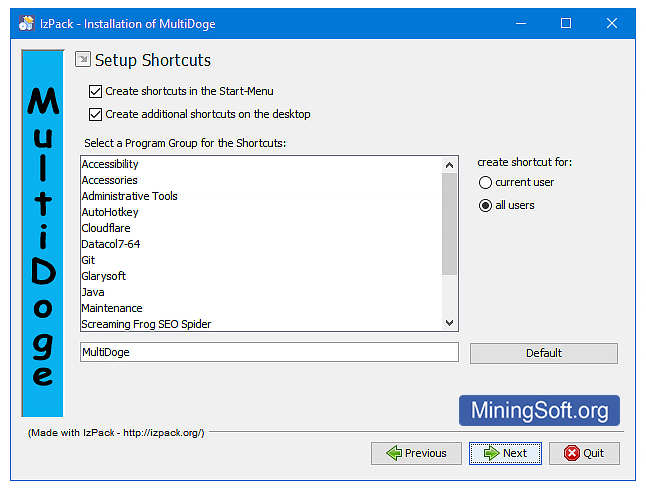 IzPack - Installation of MultiDoge
MultiDoge
Setup Shortcuts
Create shortcuts in the Start-Menu
Create additional shortcuts on the desktop
Select a Program Group for the Shortcuts:
Accessibility
Accessories
Administrative Tools
AutoHotkey
Cloudflare
Datacol7-64
Git
Glarysoft
Java
Maintenance
Screaming Frog SEO Spider
create shortcut for:
current user
all users
MultiDoge
Default
MiningSoft.org
(Made with IzPack - http://izpack.org/)
Previous
Next
Quit